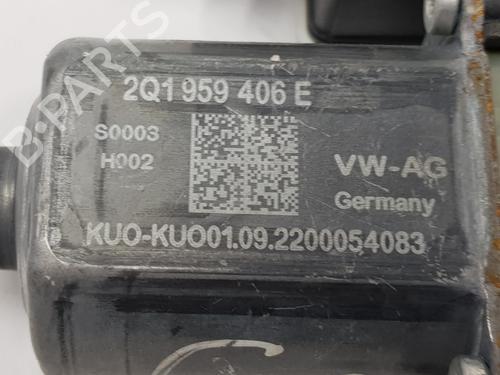 2Q1 959 406 E
S0003
H002
VW-AG
Germany
KUO-KUO01.09.2200054083
B-PARTS